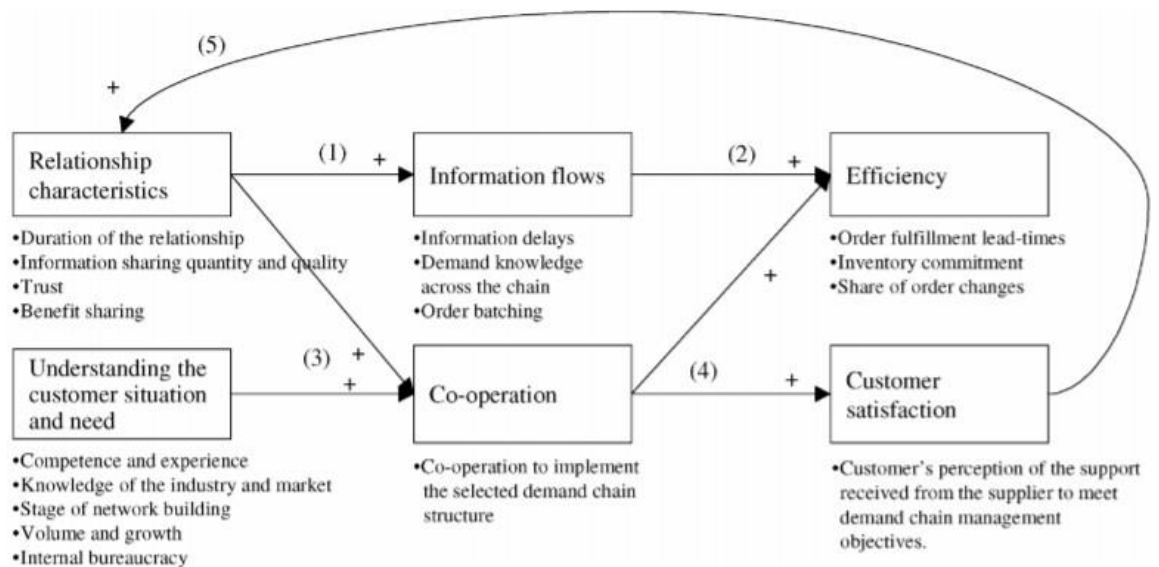 (5)
+
Relationship
characteristics
(1)
+
Information flows
(2)
+
Efficiency
•Duration of the relationship
•Information sharing quantity and quality
•Trust
•Benefit sharing
•Information delays
•Demand knowledge
across the chain
•Order batching
•Order fulfillment lead-times
•Inventory commitment
•Share of order changes
+
Understanding the
customer situation
and need
(3)
+
+
Co-operation
(4)
+
Customer
satisfaction
•Competence and experience
•Knowledge of the industry and market
•Stage of network building
•Volume and growth
•Internal bureaucracy
•Co-operation to implement
the selected demand chain
structure
•Customer's perception of the support
received from the supplier to meet
demand chain management
objectives.